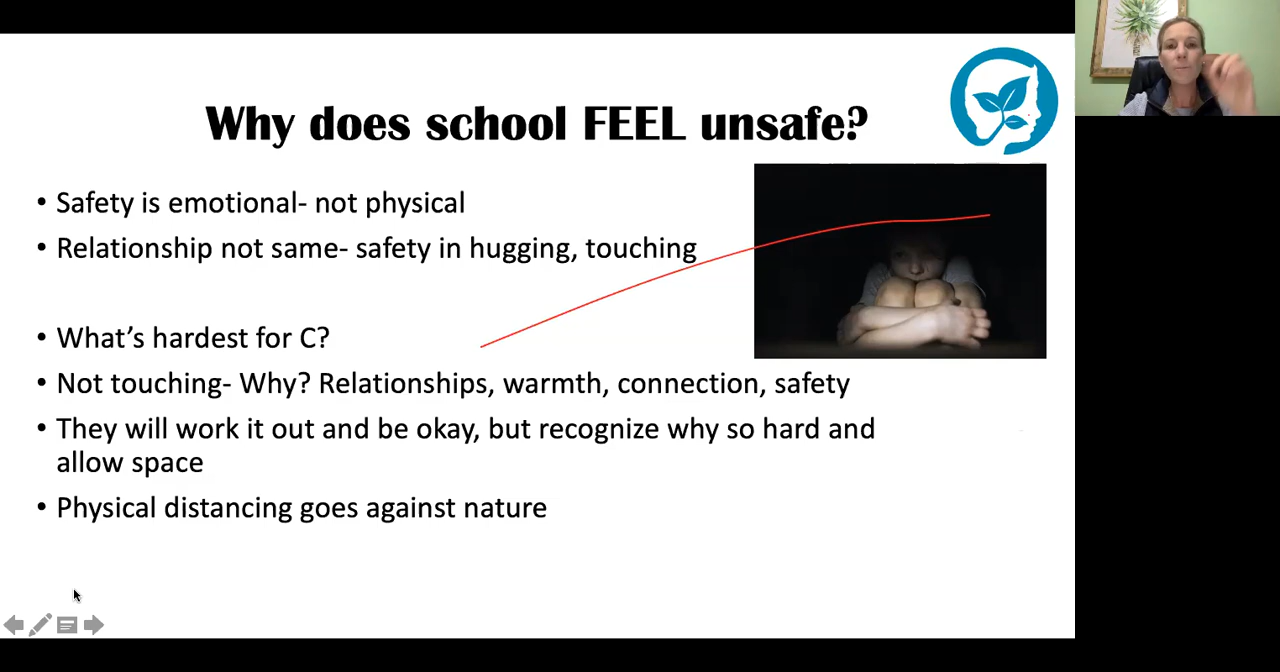 Why does school FEEL unsafe?
• Safety is emotional- not physical
• Relationship not same- safety in hugging, touching
• What’s hardest for C?
• Not touching- Why? Relationships, warmth, connection, safety
• They will work it out and be okay, but recognize why so hard and
allow space
• Physical distancing goes against nature